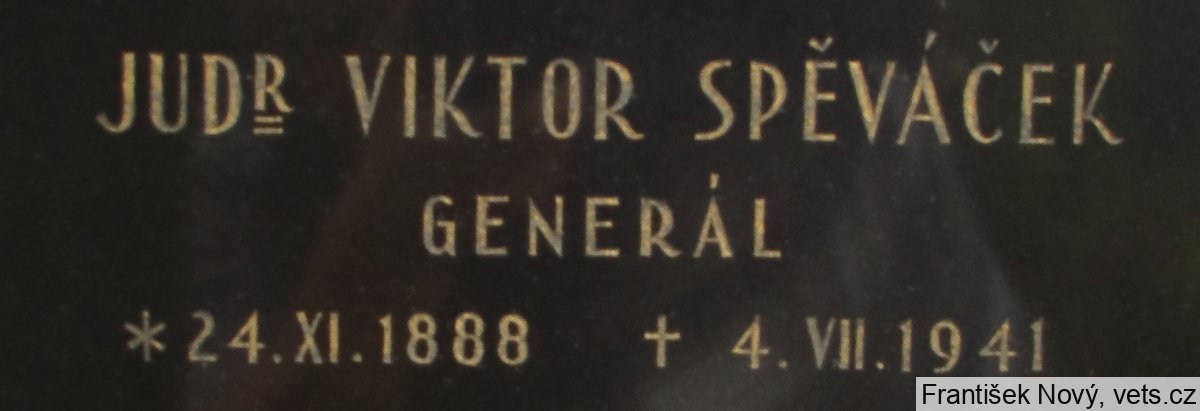 JUDR VIKTOR SPĚVÁČEK
GENERÁL
* 24. XI. 1888 † 4. VII. 1941
František Nový, vets.cz